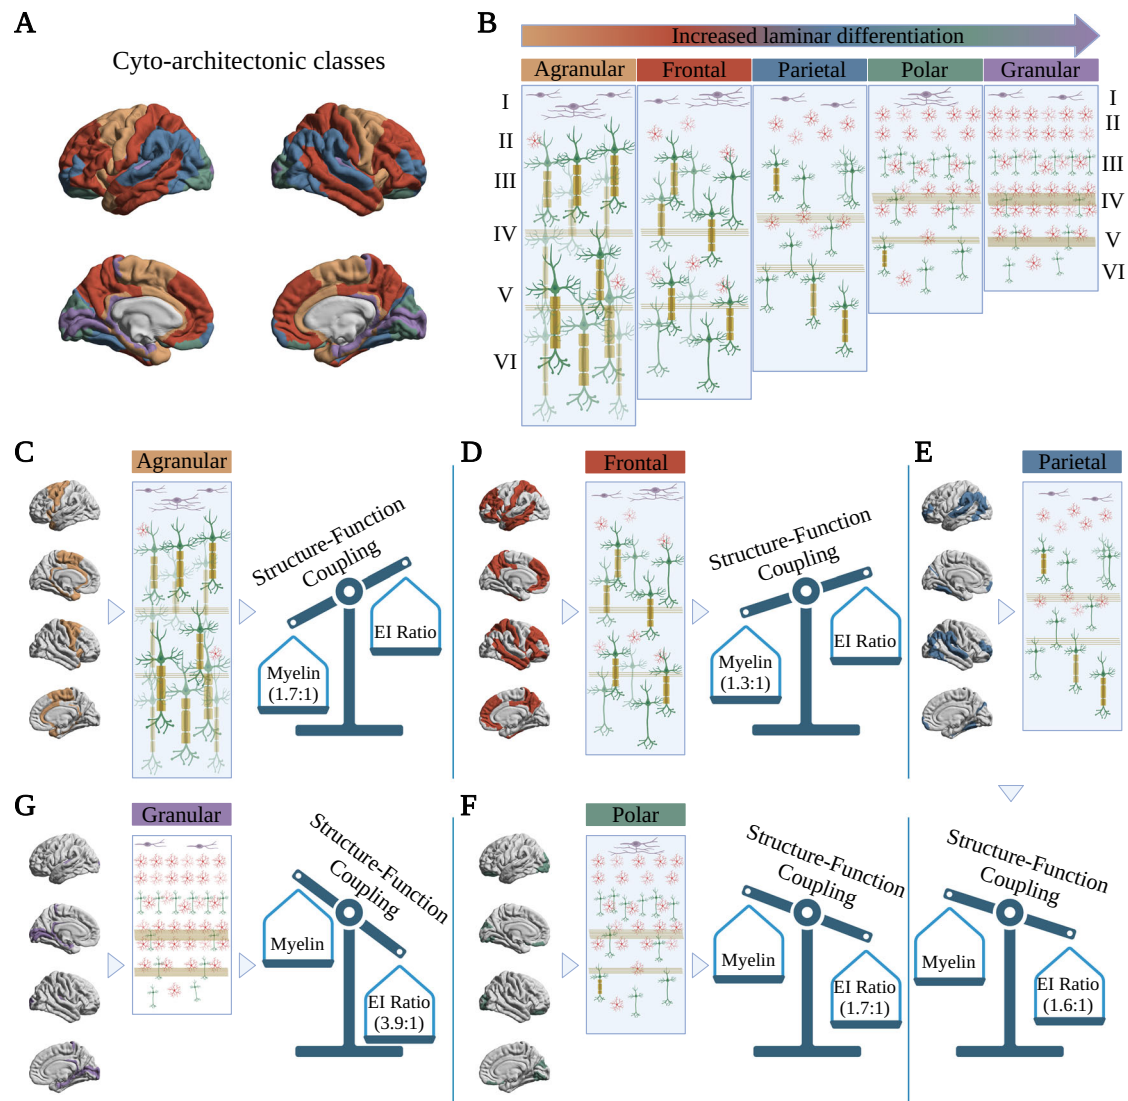 A
Cyto-architectonic classes
B
Increased laminar differentiation
Agranular
Frontal
Parietal
Polar
Granular
I
II
III
IV
V
VI
I
II
III
IV
V
VI
C
Agranular
Structure-Function
Coupling
EI Ratio
Myelin
(1.7:1)
D
Frontal
Structure-Function
Coupling
EI Ratio
Myelin
(1.3:1)
E
Parietal
G
Granular
Structure-Function
Coupling
Myelin
EI Ratio
(3.9:1)
F
Polar
Structure-Function
Coupling
Myelin
EI Ratio
(1.7:1)
Structure-Function
Coupling
Myelin
EI Ratio
(1.6:1)